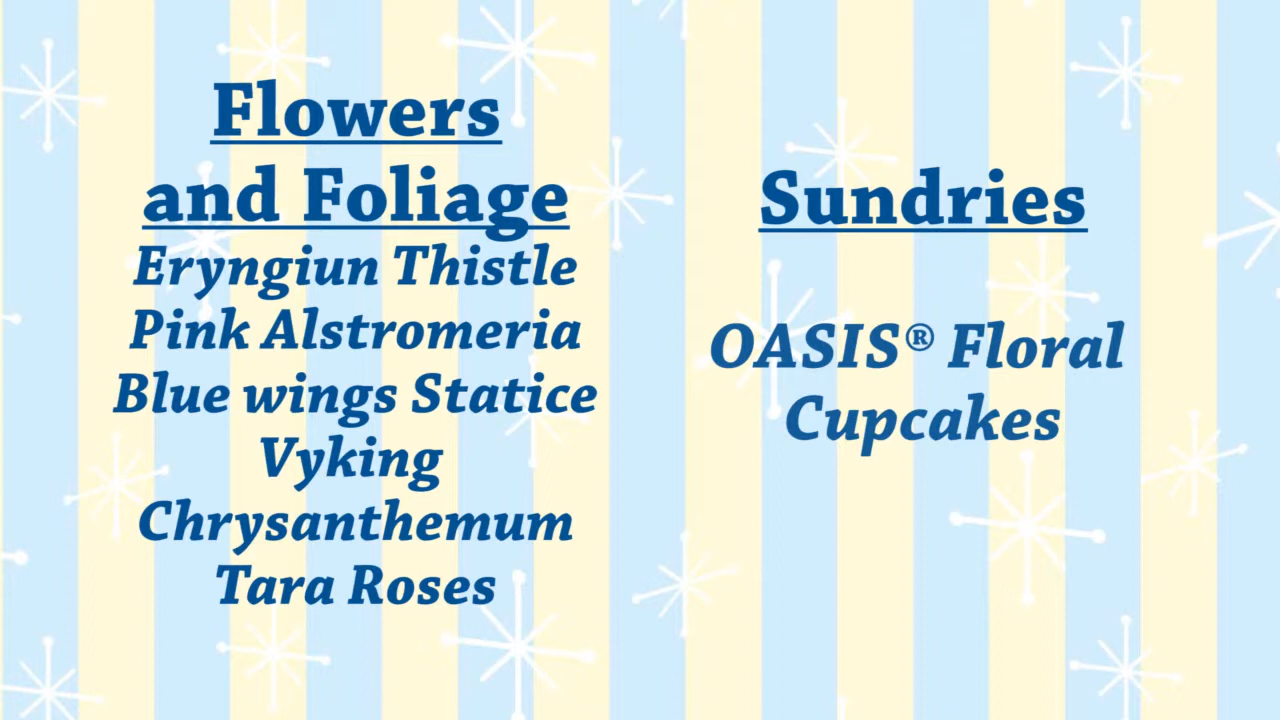 Flowers
and Foliage
Eryngiun Thistle
Pink Alstromeria
Blue wings Statice
Vyking
Chrysanthemum
Tara Roses
Sundries
OASIS® Floral
Cupcakes